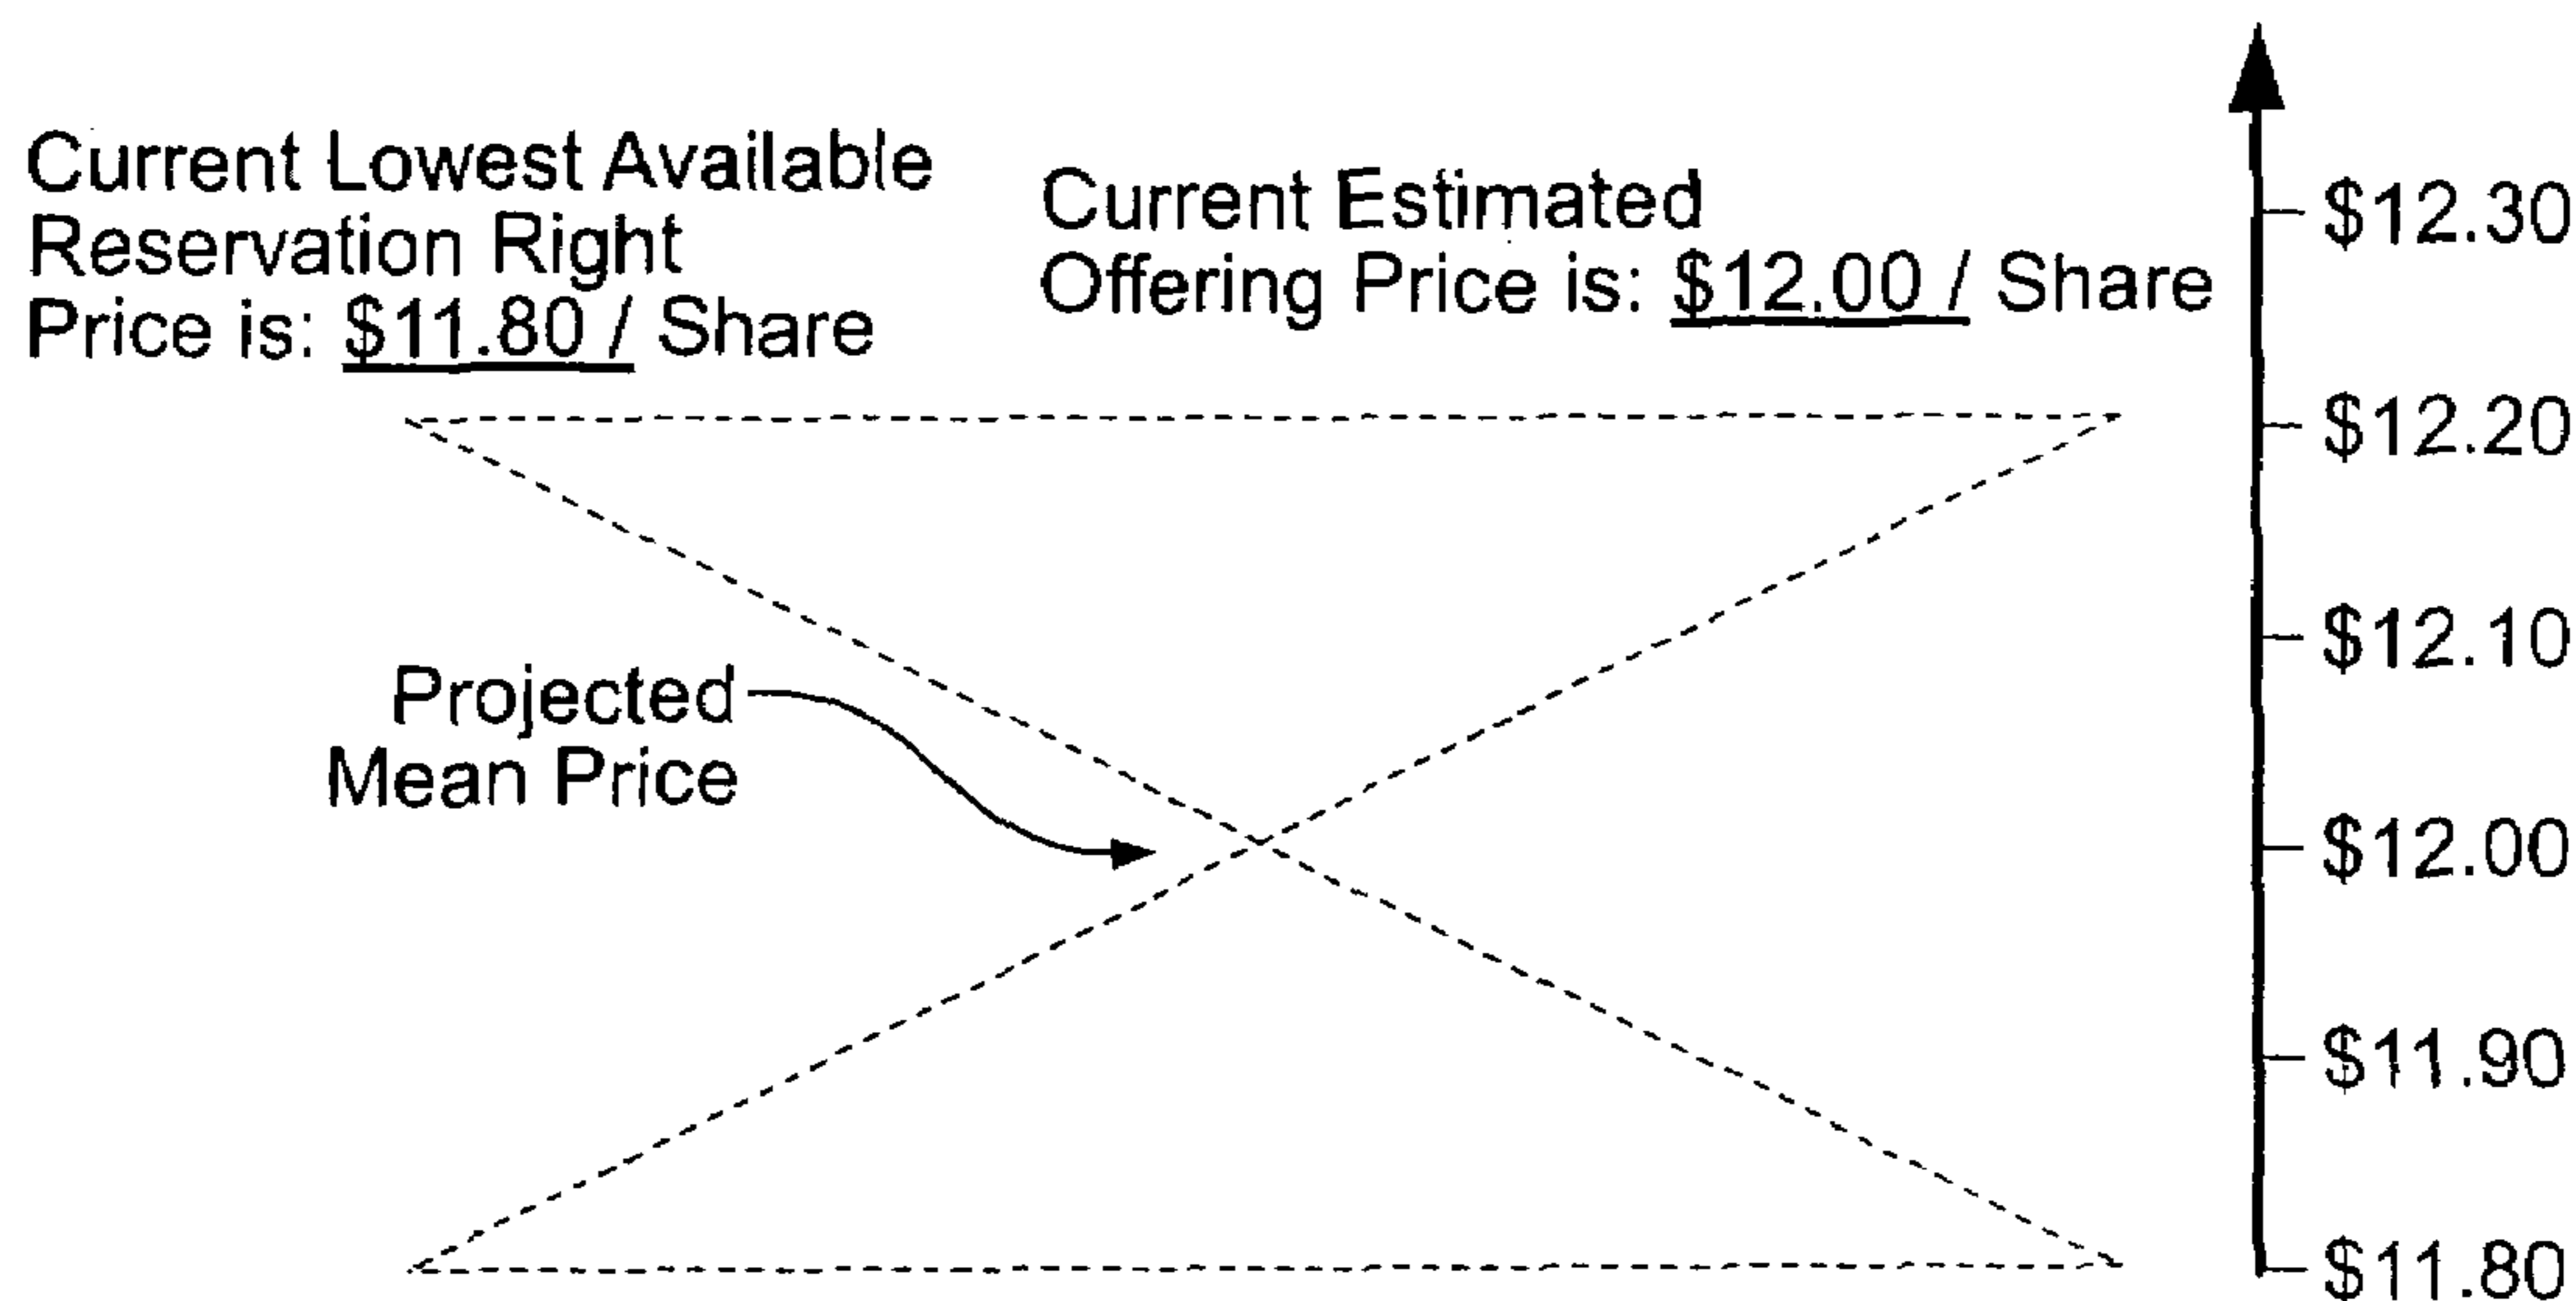 Current Lowest Available
Reservation Right
Price is: $11.80 / Share
Current Estimated
Offering Price is: $12.00 / Share
Projected
Mean Price
$12.30
$12.20
$12.10
$12.00
$11.90
$11.80